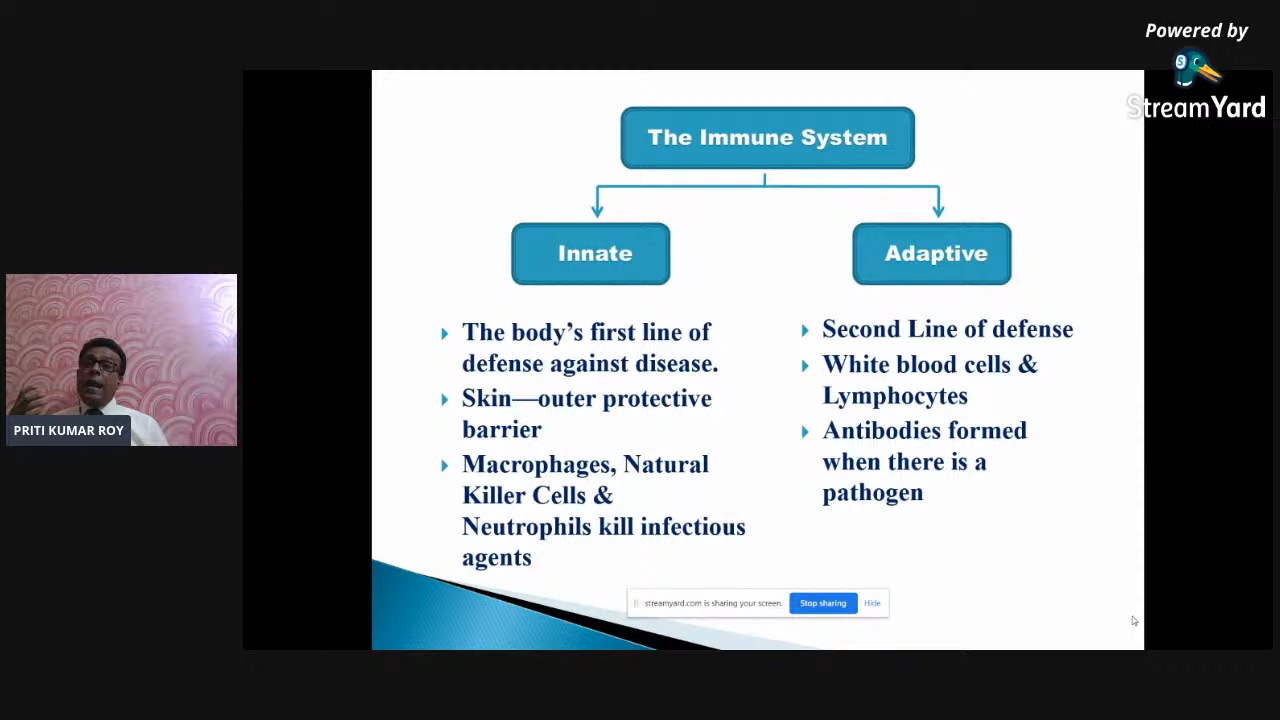 Powered by
StreamYard
The Immune System
Innate
Adaptive
The body's first line of
defense against disease.
Skin—outer protective
barrier
Macrophages, Natural
Killer Cells &
Neutrophils kill infectious
agents
Second Line of defense
White blood cells &
Lymphocytes
Antibodies formed
when there is a
pathogen
PRITI KUMAR ROY
streamyard.com is sharing your screen. Stop sharing Hide